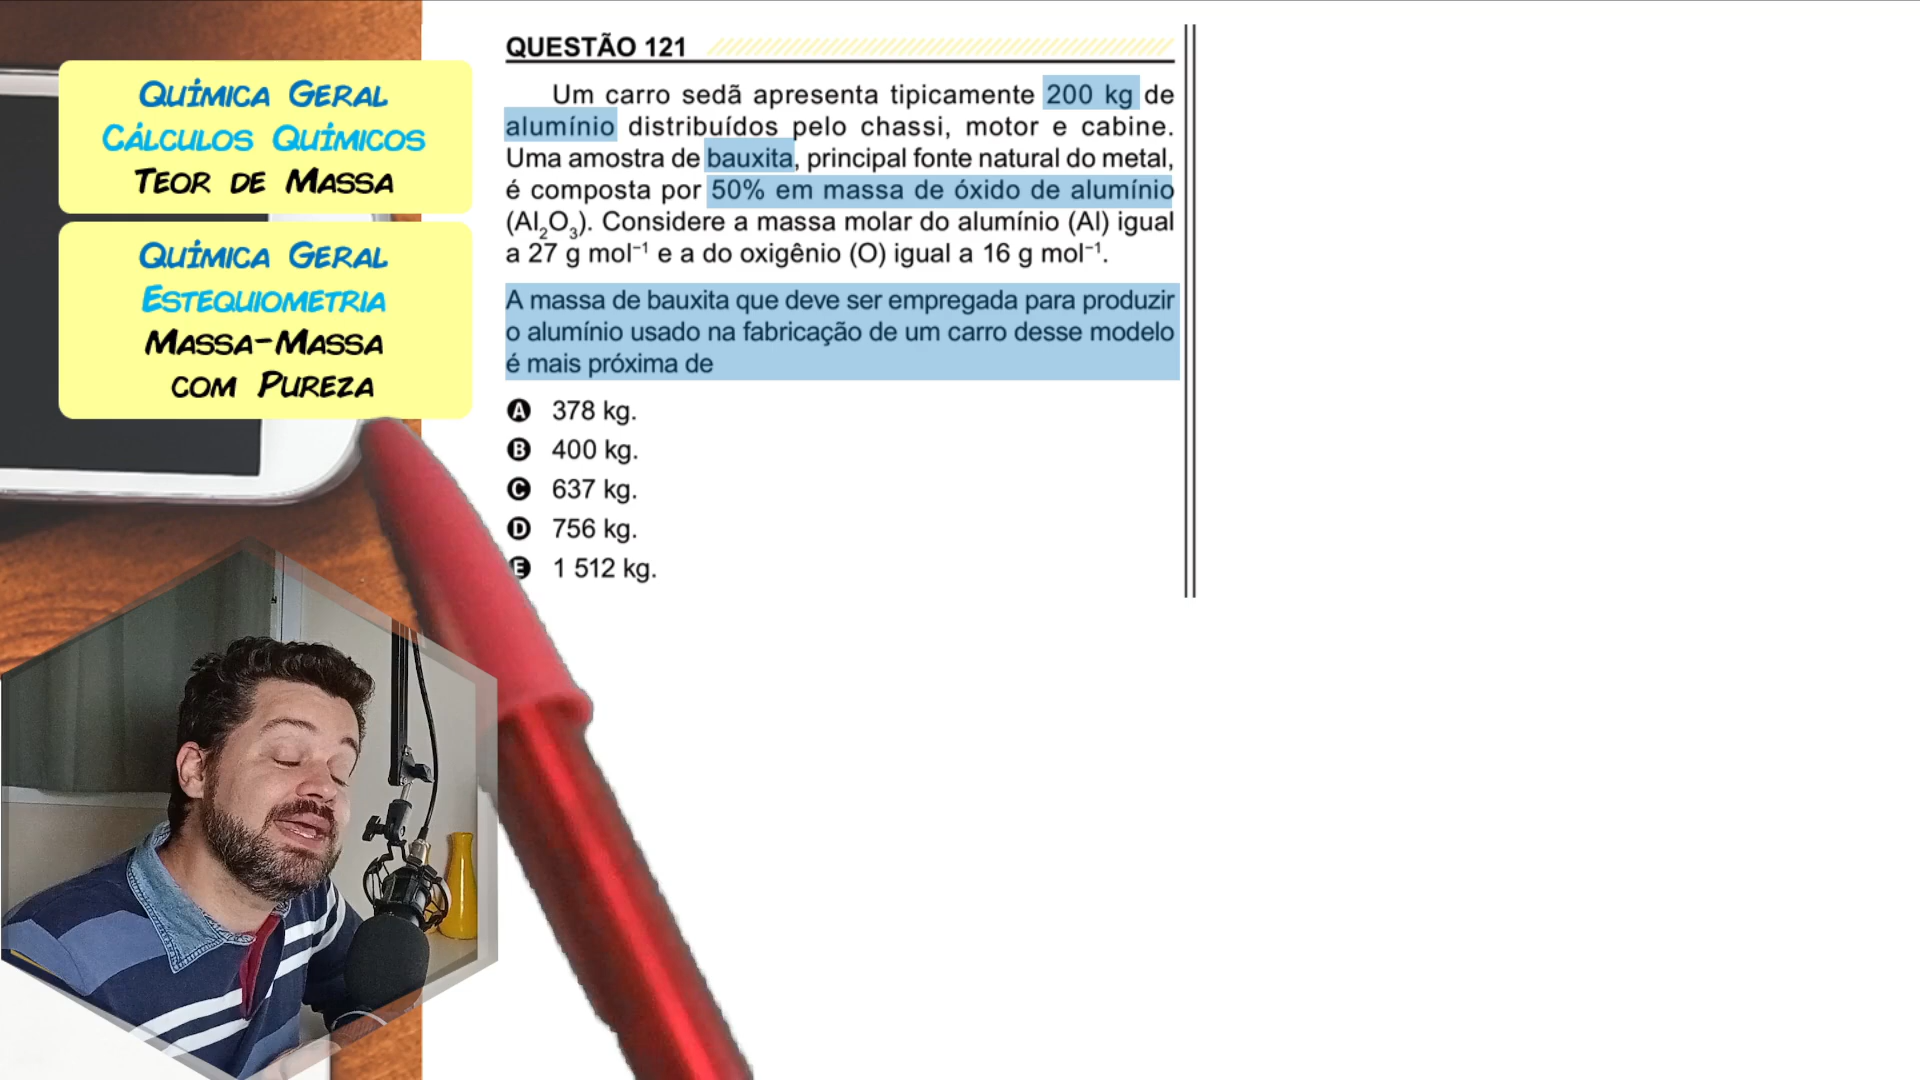 QUÍMICA GERAL
CÁLCULOS QUÍMICOS
TEOR DE MASSA
QUÍMICA GERAL
ESTEQUIOMETRIA
MASSA-MASSA
COM PUREZA
QUESTÃO 121
Um carro sedã apresenta tipicamente 200 kg de
alumínio distribuídos pelo chassi, motor e cabine.
Uma amostra de bauxita, principal fonte natural do metal,
é composta por 50% em massa de óxido de alumínio
(Al₂O₃). Considere a massa molar do alumínio (Al) igual
a 27 g mol⁻¹ e a do oxigênio (O) igual a 16 g mol⁻¹.
A massa de bauxita que deve ser empregada para produzir
o alumínio usado na fabricação de um carro desse modelo
é mais próxima de
A 378 kg.
B 400 kg.
C 637 kg.
D 756 kg.
E 1 512 kg.